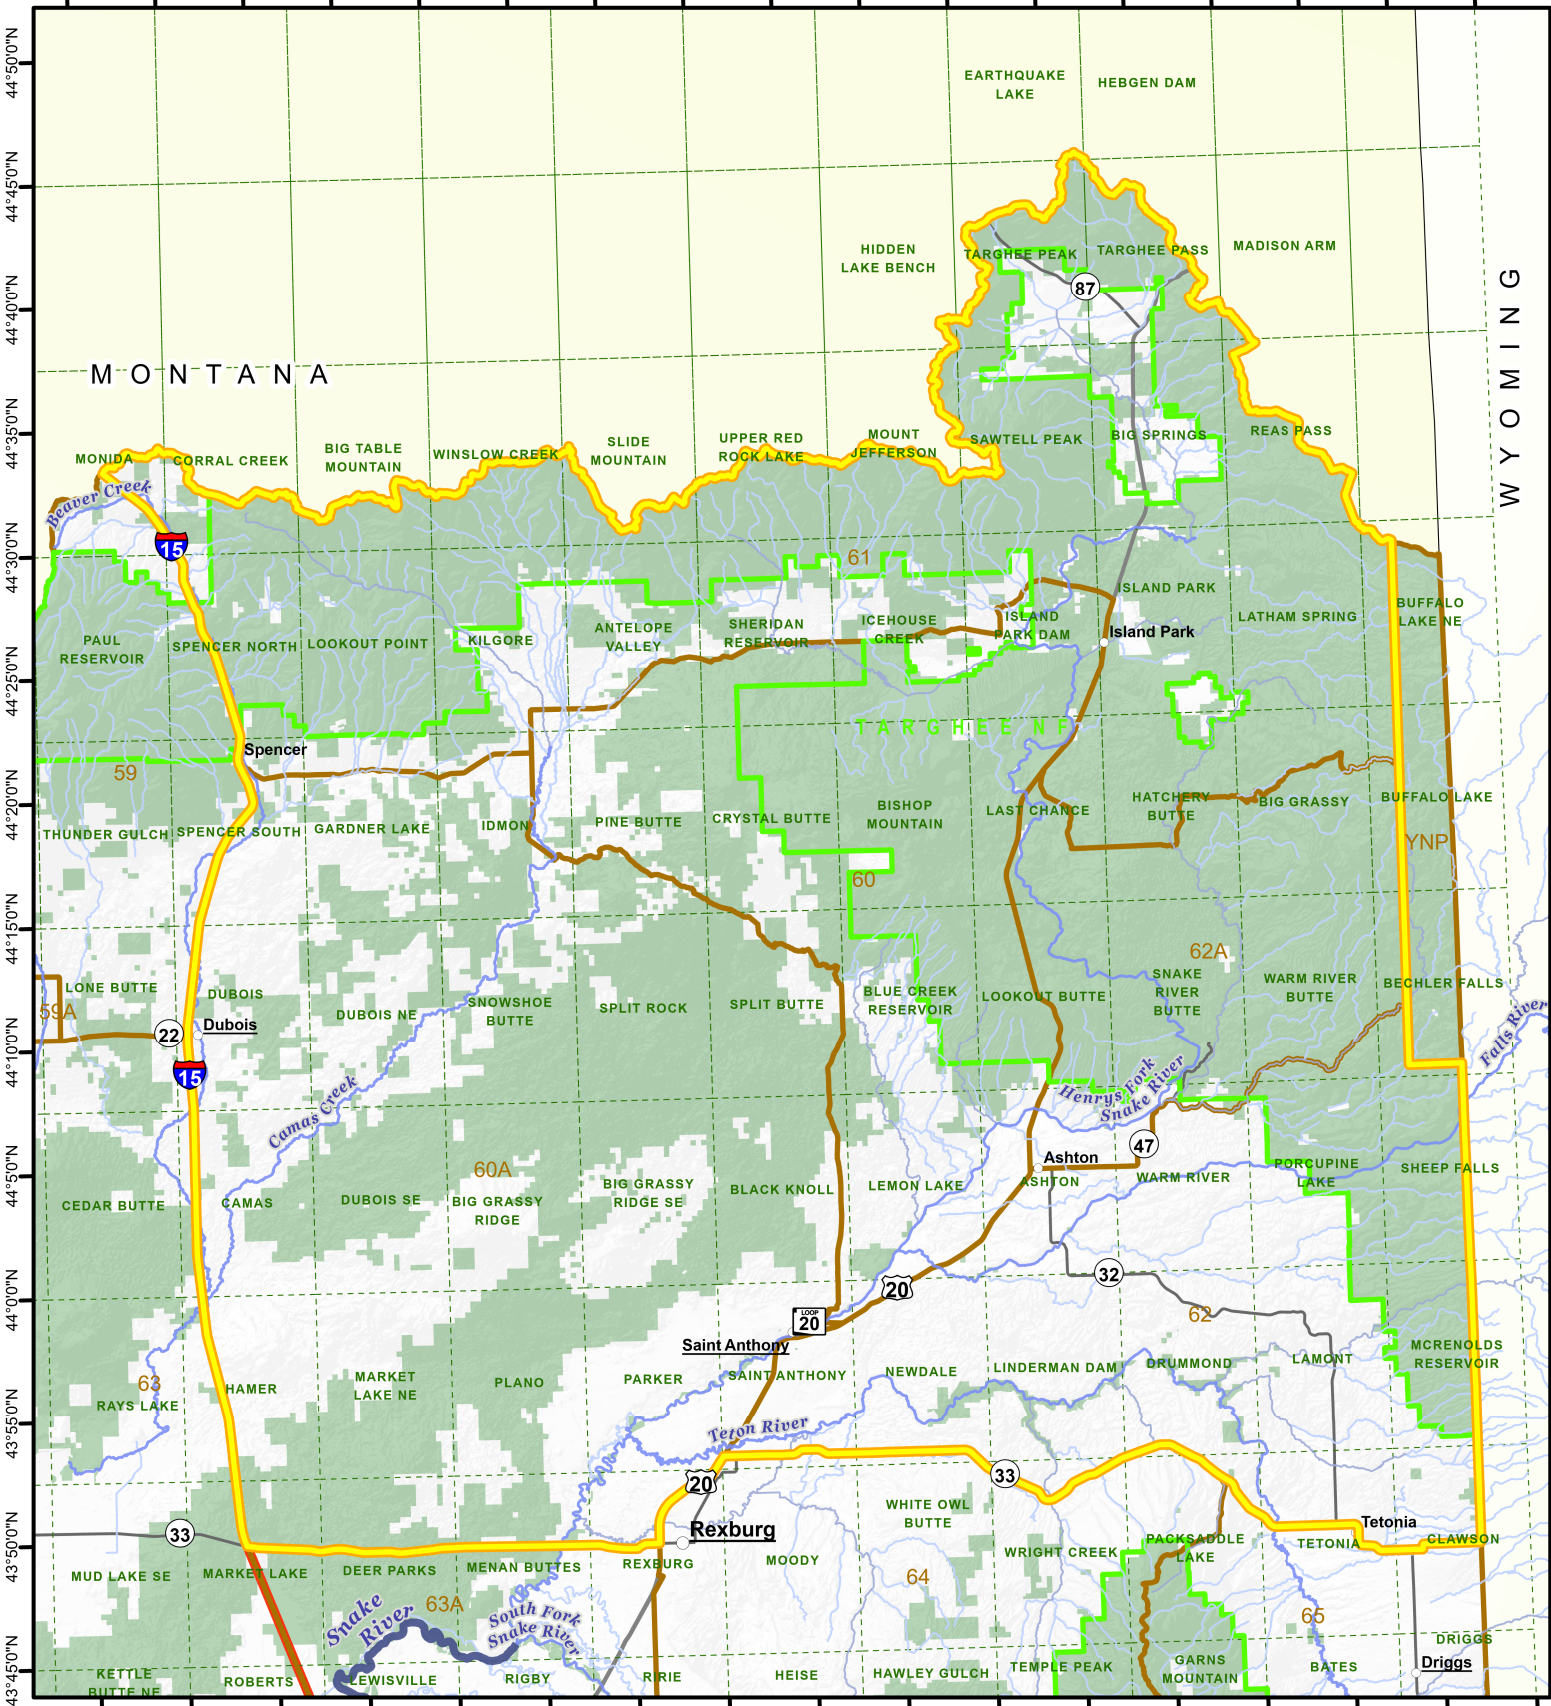 EARTHQUAKE
LAKE
HEBGEN DAM
44°50'0"N
44°45'0"N
44°40'0"N
44°35'0"N
44°30'0"N
44°25'0"N
44°20'0"N
44°15'0"N
44°10'0"N
44°5'0"N
44°0'0"N
43°55'0"N
43°50'0"N
43°45'0"N
HIDDEN
LAKE BENCH
TARGHEE PEAK
TARGHEE PASS
MADISON ARM
87
WYOMING
MONTANA
MONIDA
CORRAL CREEK
BIG TABLE
MOUNTAIN
WINSLOW CREEK
SLIDE
MOUNTAIN
UPPER RED
ROCK LAKE
MOUNT
JEFFERSON
SAWTELL PEAK
BIG SPRINGS
REAS PASS
Beaver Creek
15
61
ISLAND PARK
PAUL
RESERVOIR
SPENCER NORTH
LOOKOUT POINT
KILGORE
ANTELOPE
VALLEY
SHERIDAN
RESERVOIR
ICEHOUSE
CREEK
ISLAND
PARK DAM
Island Park
LATHAM SPRING
BUFFALO
LAKE NE
TARGHEE NF
Spencer
59
THUNDER GULCH
SPENCER SOUTH
GARDNER LAKE
IDMON
PINE BUTTE
CRYSTAL BUTTE
BISHOP
MOUNTAIN
LAST CHANCE
HATCHERY
BUTTE
BIG GRASSY
BUFFALO LAKE
YNP
60
62A
LONE BUTTE
59A
DUBOIS
DUBOIS NE
SNOWSHOE
BUTTE
SPLIT ROCK
SPLIT BUTTE
BLUE CREEK
RESERVOIR
LOOKOUT BUTTE
SNAKE
RIVER
BUTTE
WARM RIVER
BUTTE
BECHLER FALLS
22
Dubois
15
Falls River
Camas Creek
Henrys Fork
Snake River
47
Ashton
60A
CEDAR BUTTE
CAMAS
DUBOIS SE
BIG GRASSY
RIDGE
BIG GRASSY
RIDGE SE
BLACK KNOLL
LEMON LAKE
ASHTON
WARM RIVER
PORCUPINE
LAKE
SHEEP FALLS
32
20
LOOP
20
62
Saint Anthony
63
RAYS LAKE
HAMER
MARKET
LAKE NE
PLANO
PARKER
SAINT ANTHONY
NEWDALE
LINDERMAN DAM
DRUMMOND
LAMONT
MCRENOLDS
RESERVOIR
Teton River
20
33
33
Rexburg
WHITE OWL
BUTTE
Tetonia
MUD LAKE SE
MARKET LAKE
DEER PARKS
MENAN BUTTES
REXBURG
MOODY
WRIGHT CREEK
PACKSADDLE
LAKE
TETONIA
CLAWSON
63A
64
65
Snake
River
South Fork
Snake River
KETTLE
BUTTE NE
ROBERTS
LEWISVILLE
RIGBY
RIRIE
HEISE
HAWLEY GULCH
TEMPLE PEAK
GARNS
MOUNTAIN
BATES
DRIGGS
Driggs